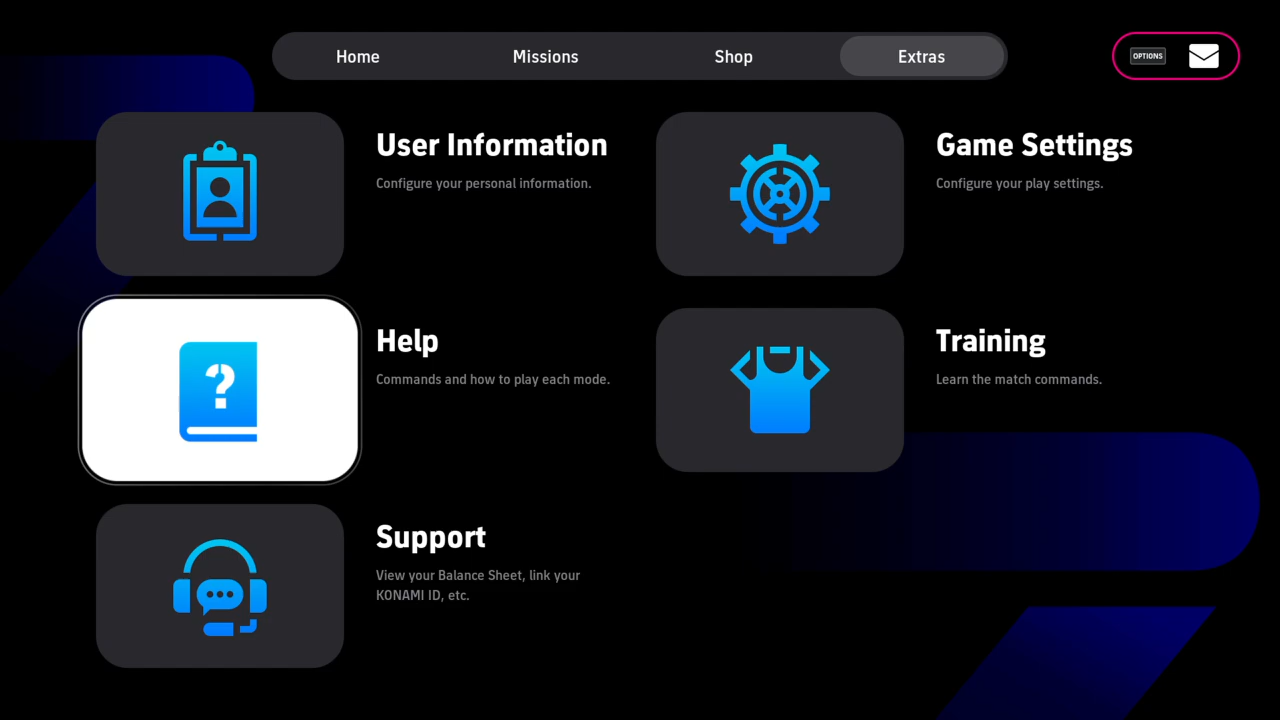 Home
Missions
Shop
Extras
OPTIONS
User Information
Configure your personal information.
Game Settings
Configure your play settings.
?
Help
Commands and how to play each mode.
Training
Learn the match commands.
Support
View your Balance Sheet, link your
KONAMI ID, etc.